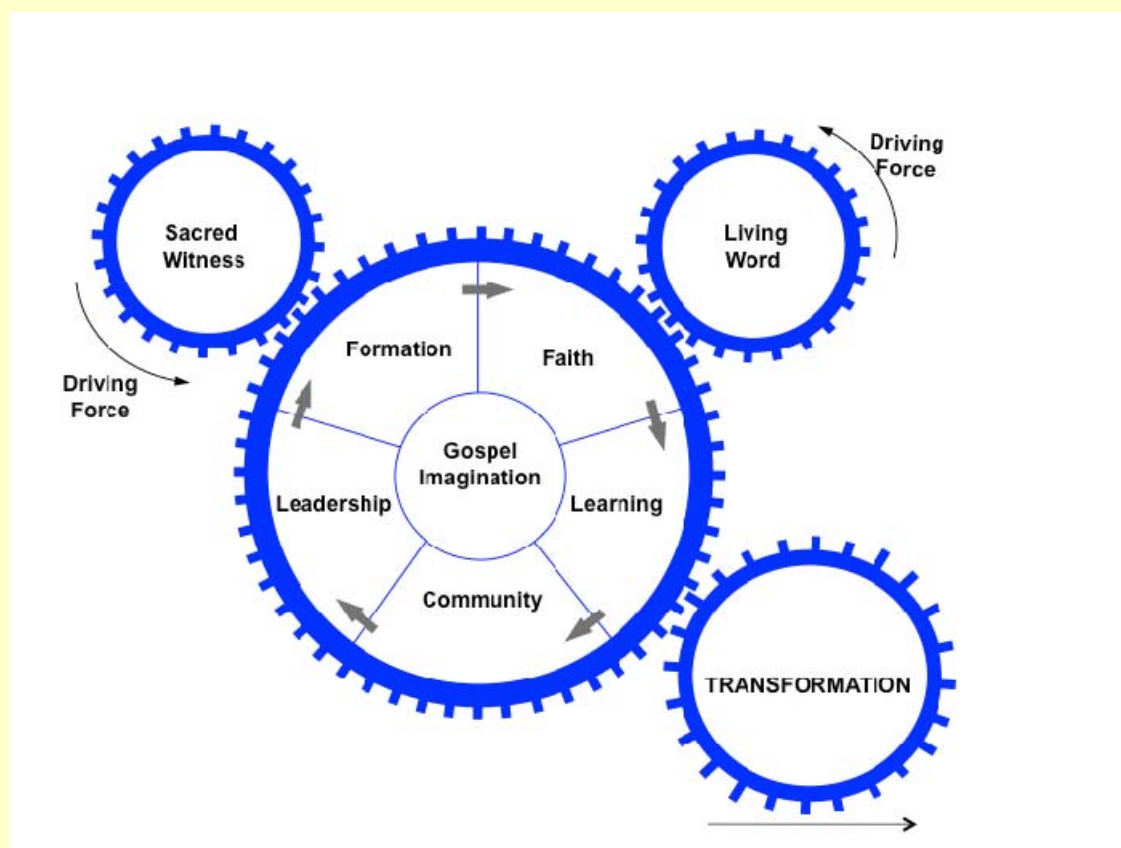 Sacred
Witness
Driving
Force
Living
Word
Driving
Force
Formation
Faith
Gospel
Imagination
Leadership
Learning
Community
TRANSFORMATION